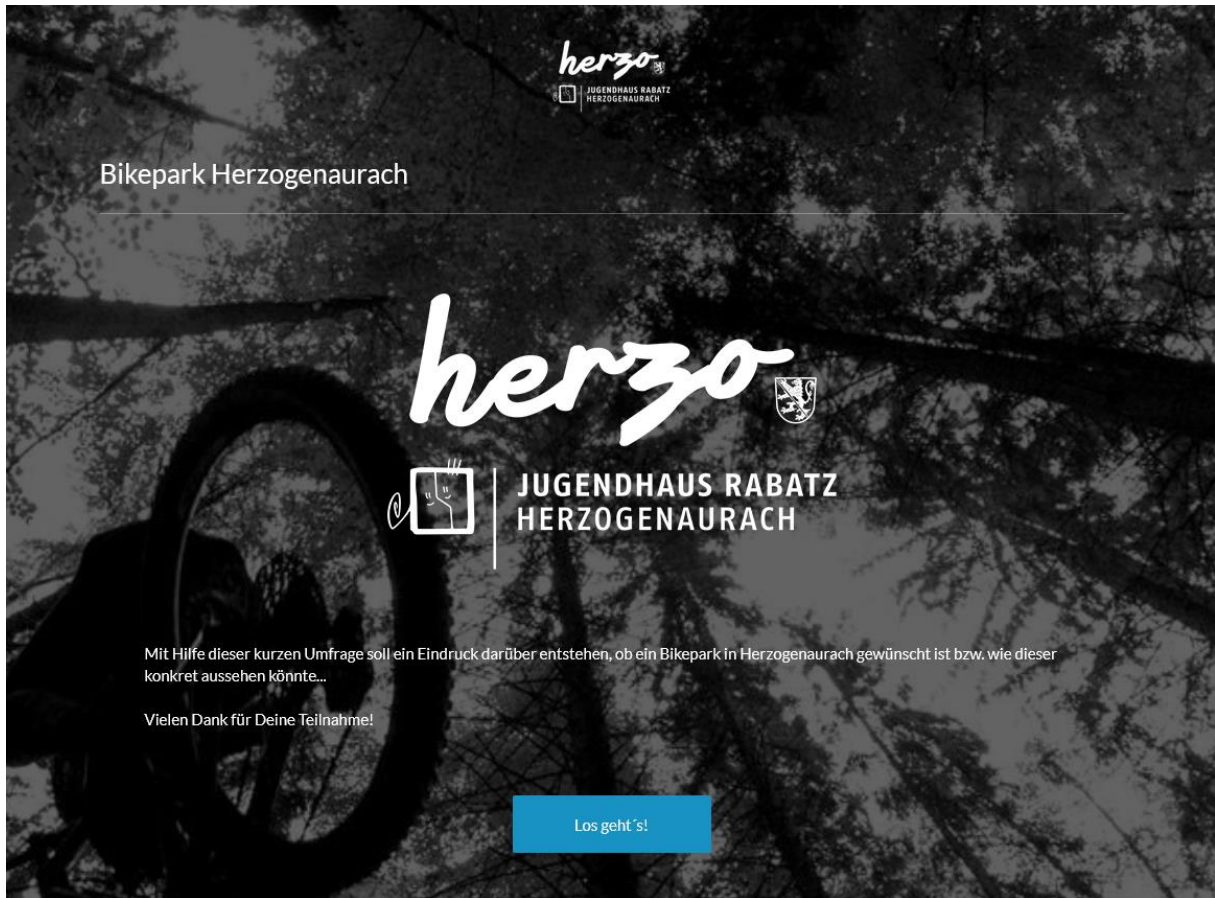 herzo
JUGENDHAUS RABATZ
HERZOGENAURACH
Bikepark Herzogenaurach
herzo
JUGENDHAUS RABATZ
HERZOGENAURACH
Mit Hilfe dieser kurzen Umfrage soll ein Eindruck darüber entstehen, ob ein Bikepark in Herzogenaurach gewünscht ist bzw. wie dieser
konkret aussehen könnte...
Vielen Dank für Deine Teilnahme!
Los geht´s!